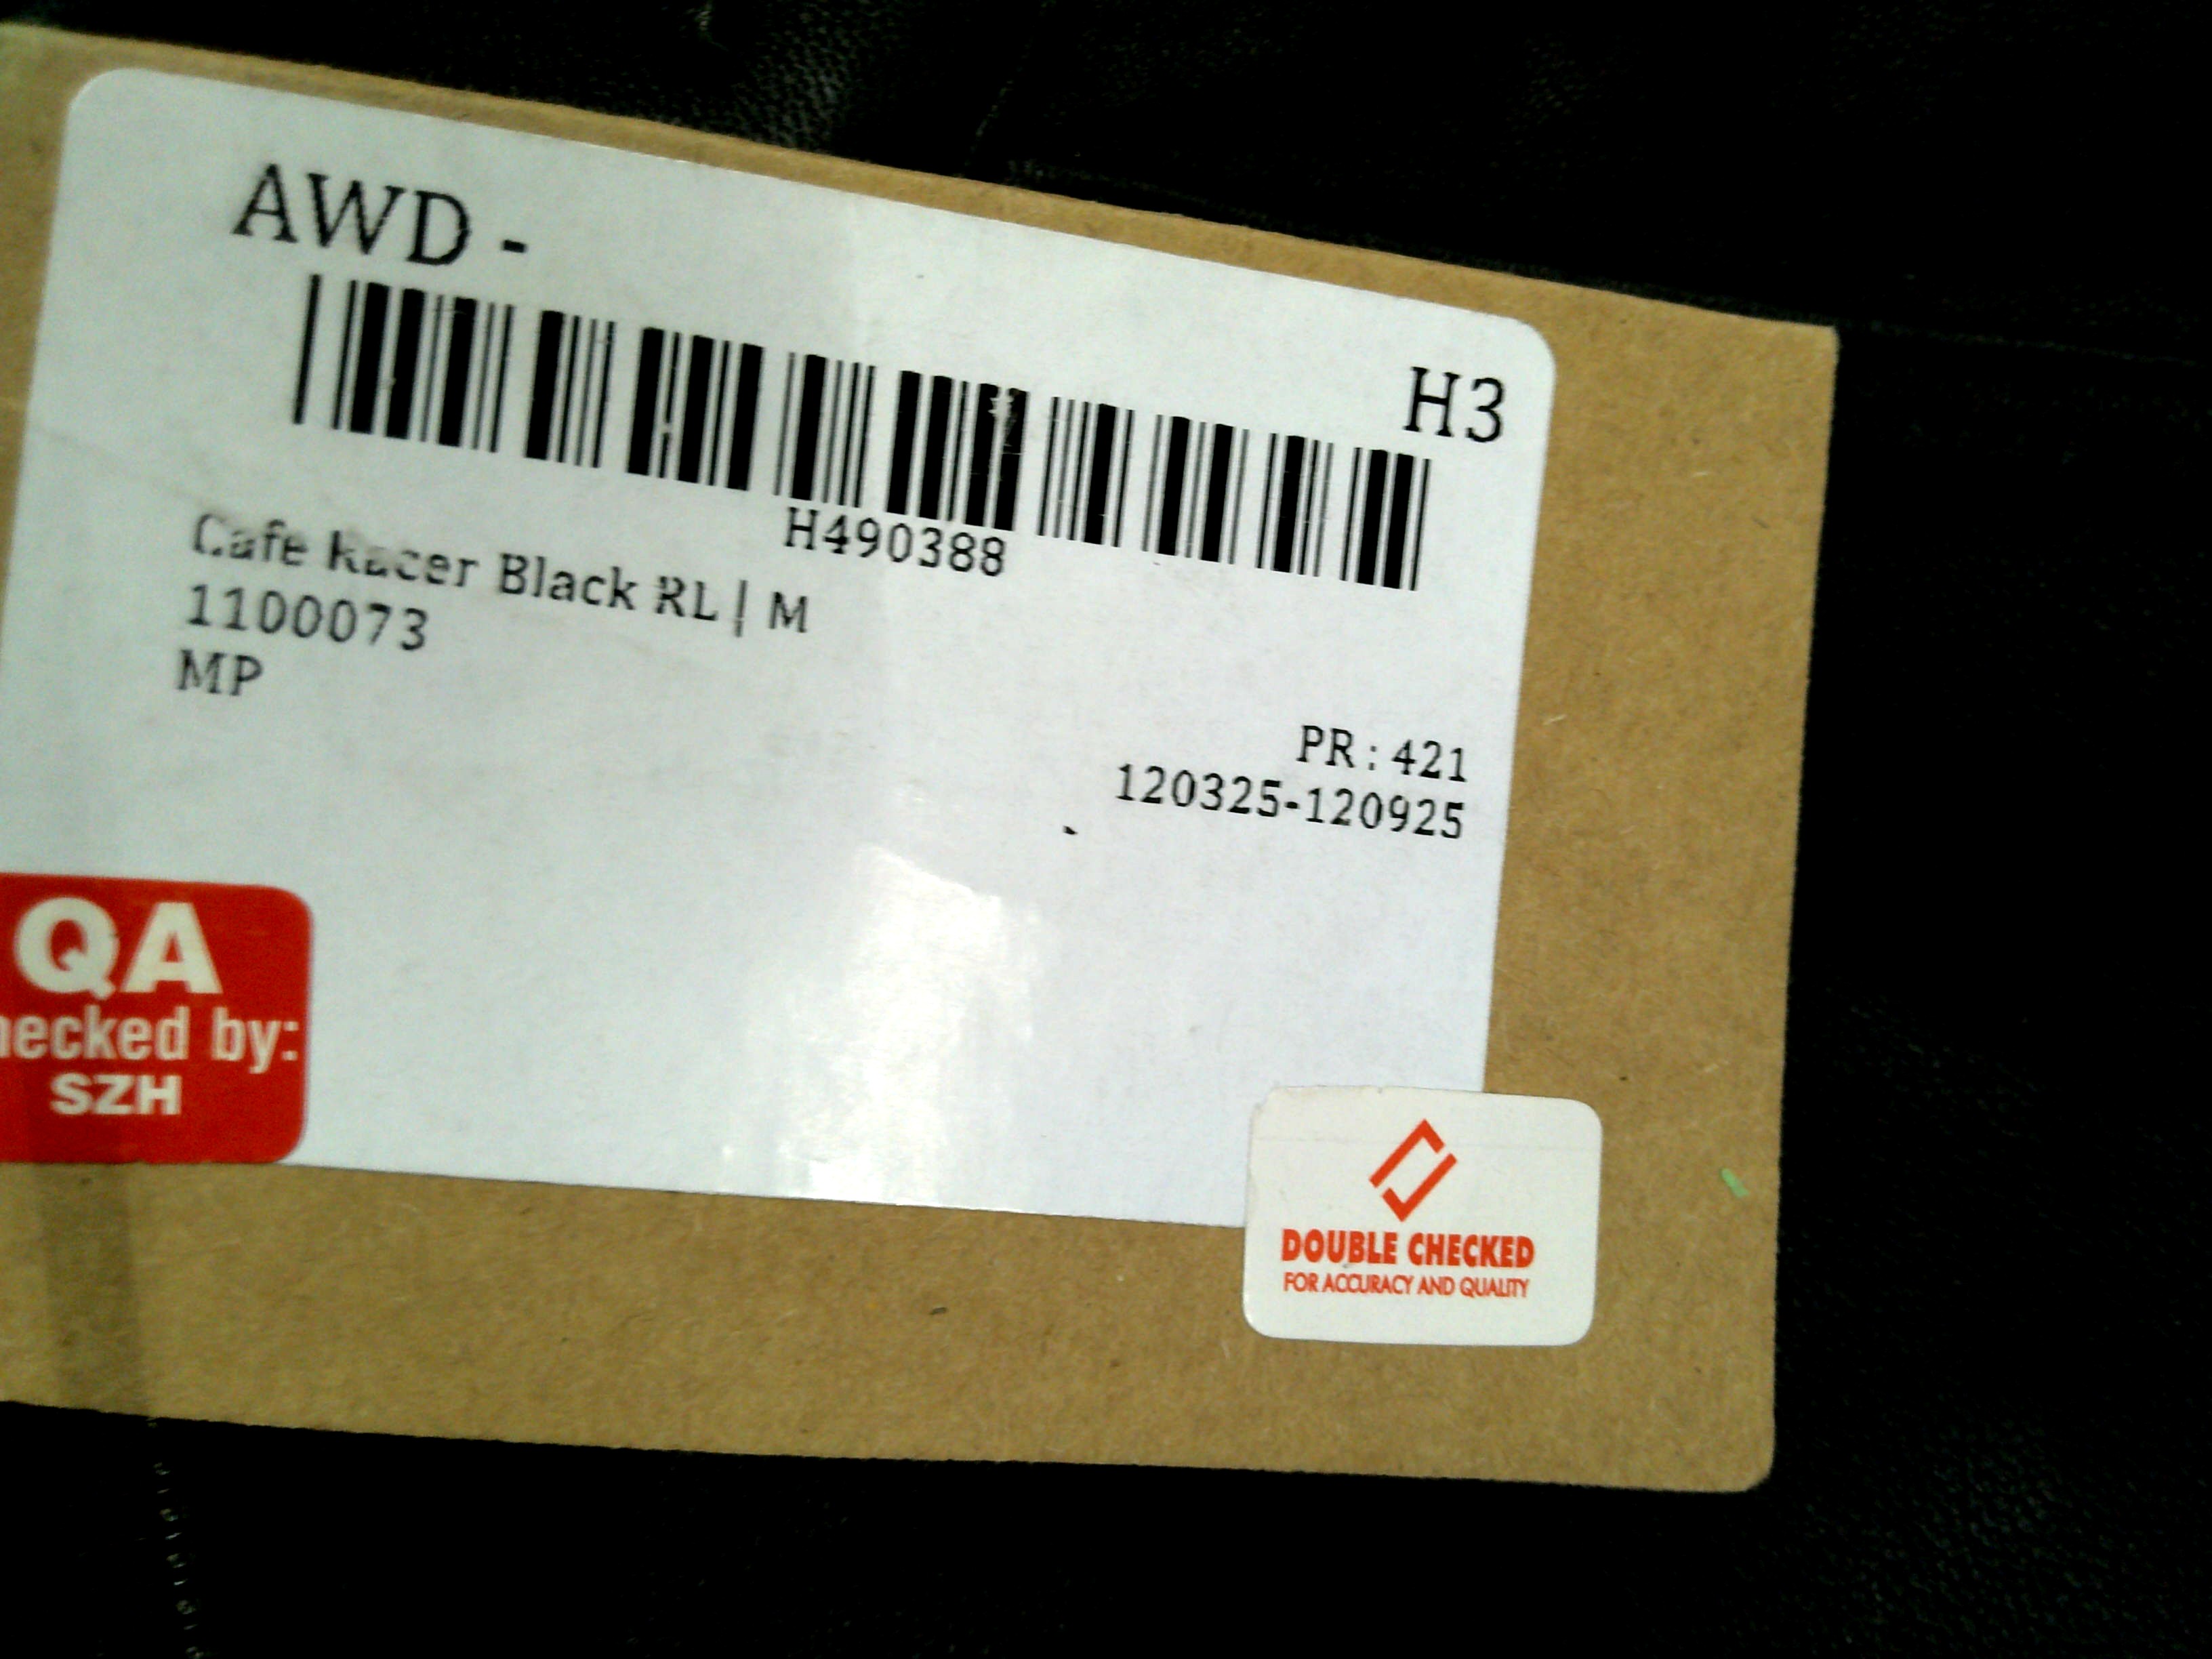 AWD -
H3
H490388
Cafe Racer Black RL | M
1100073
MP
PR : 421
120325-120925
QA
hecked by:
SZH
DOUBLE CHECKED
FOR ACCURACY AND QUALITY